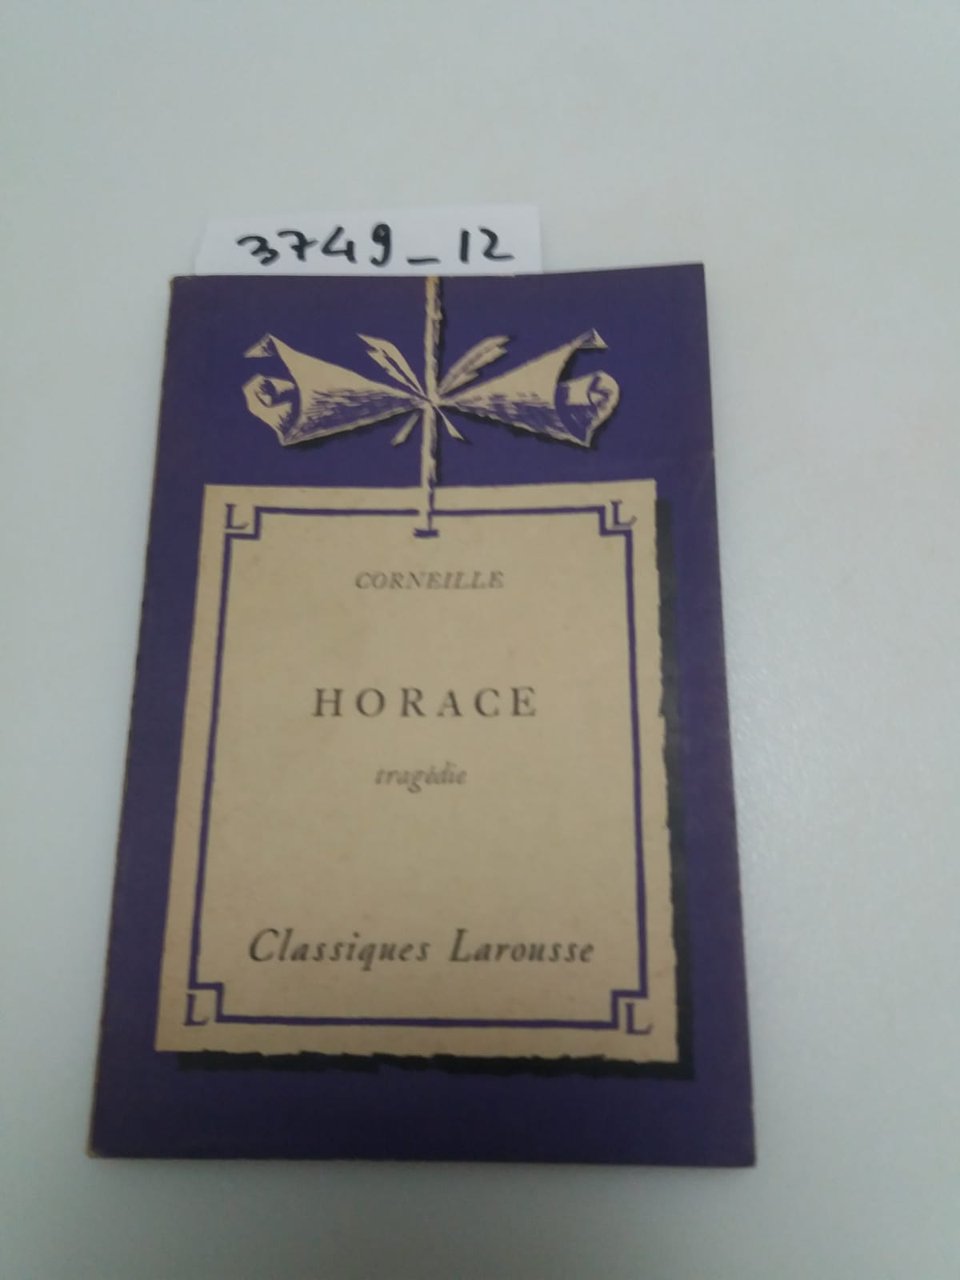 3749_12
L L
CORNEILLE
HORACE
tragédie
Classiques Larousse
L L